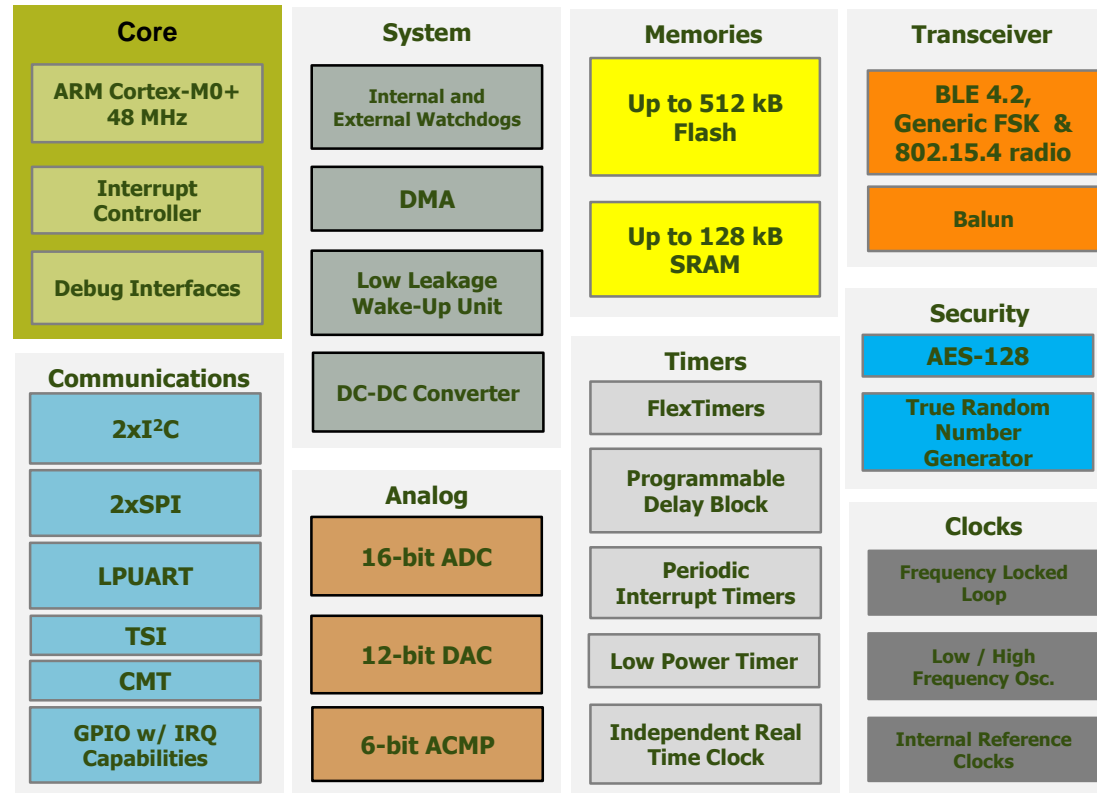 Core
ARM Cortex-M0+
48 MHz
Interrupt
Controller
Debug Interfaces
System
Internal and
External Watchdogs
DMA
Low Leakage
Wake-Up Unit
DC-DC Converter
Memories
Up to 512 kB
Flash
Up to 128 kB
SRAM
Transceiver
BLE 4.2,
Generic FSK &
802.15.4 radio
Balun
Security
AES-128
True Random
Number
Generator
Communications
2xI²C
2xSPI
LPUART
TSI
CMT
GPIO w/ IRQ
Capabilities
Analog
16-bit ADC
12-bit DAC
6-bit ACMP
Timers
FlexTimers
Programmable
Delay Block
Periodic
Interrupt Timers
Low Power Timer
Independent Real
Time Clock
Clocks
Frequency Locked
Loop
Low / High
Frequency Osc.
Internal Reference
Clocks